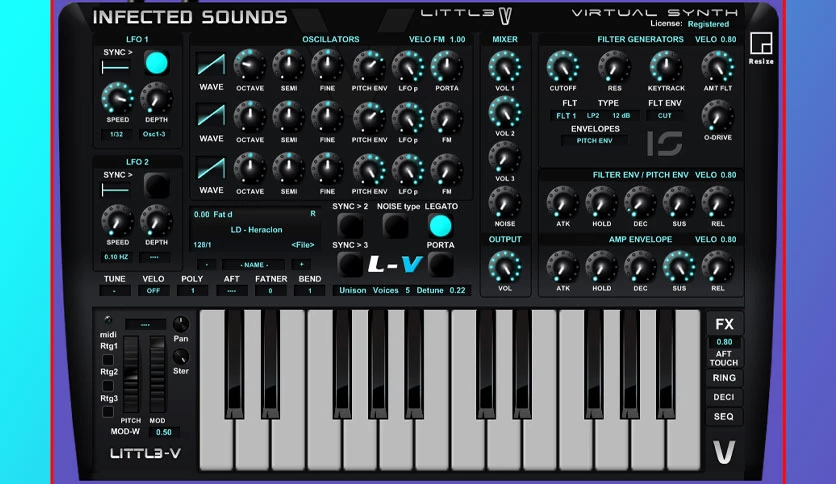 INFECTED SOUNDS
LITTL3 V
VIRTUAL SYNTH
License: Registered
LFO 1
OSCILLATORS
VELO FM 1.00
MIXER
FILTER GENERATORS
VELO 0.80
Resize
SYNC >
SPEED DEPTH
1/32 Osc1-3
WAVE OCTAVE SEMI FINE PITCH ENV LFO p PORTA
VOL 1
CUTOFF RES KEYTRACK AMT FLT
WAVE OCTAVE SEMI FINE PITCH ENV LFO p FM
VOL 2
FLT TYPE FLT ENV
FLT 1 LP2 12 dB CUT
ENVELOPES
PITCH ENV
O-DRIVE
IS
LFO 2
SYNC >
SPEED DEPTH
0.10 HZ ----
WAVE OCTAVE SEMI FINE PITCH ENV LFO p FM
VOL 3
FILTER ENV / PITCH ENV VELO 0.80
ATK HOLD DEC SUS REL
NOISE
0.00 Fat d R
LD - Heraclon
128/1 <File>
- - NAME - +
SYNC > 2 NOISE type LEGATO
SYNC > 3 PORTA
L-V
OUTPUT
VOL
AMP ENVELOPE VELO 0.80
ATK HOLD DEC SUS REL
TUNE VELO POLY AFT FATNER BEND
- OFF 1 ---- 0 1
Unison Voices 5 Detune 0.22
midi
----
Pan
Rtg1
Ster
Rtg2
Rtg3
PITCH MOD
MOD-W 0.50
LITTL3-V
FX
0.80
AFT
TOUCH
RING
DECI
SEQ
V